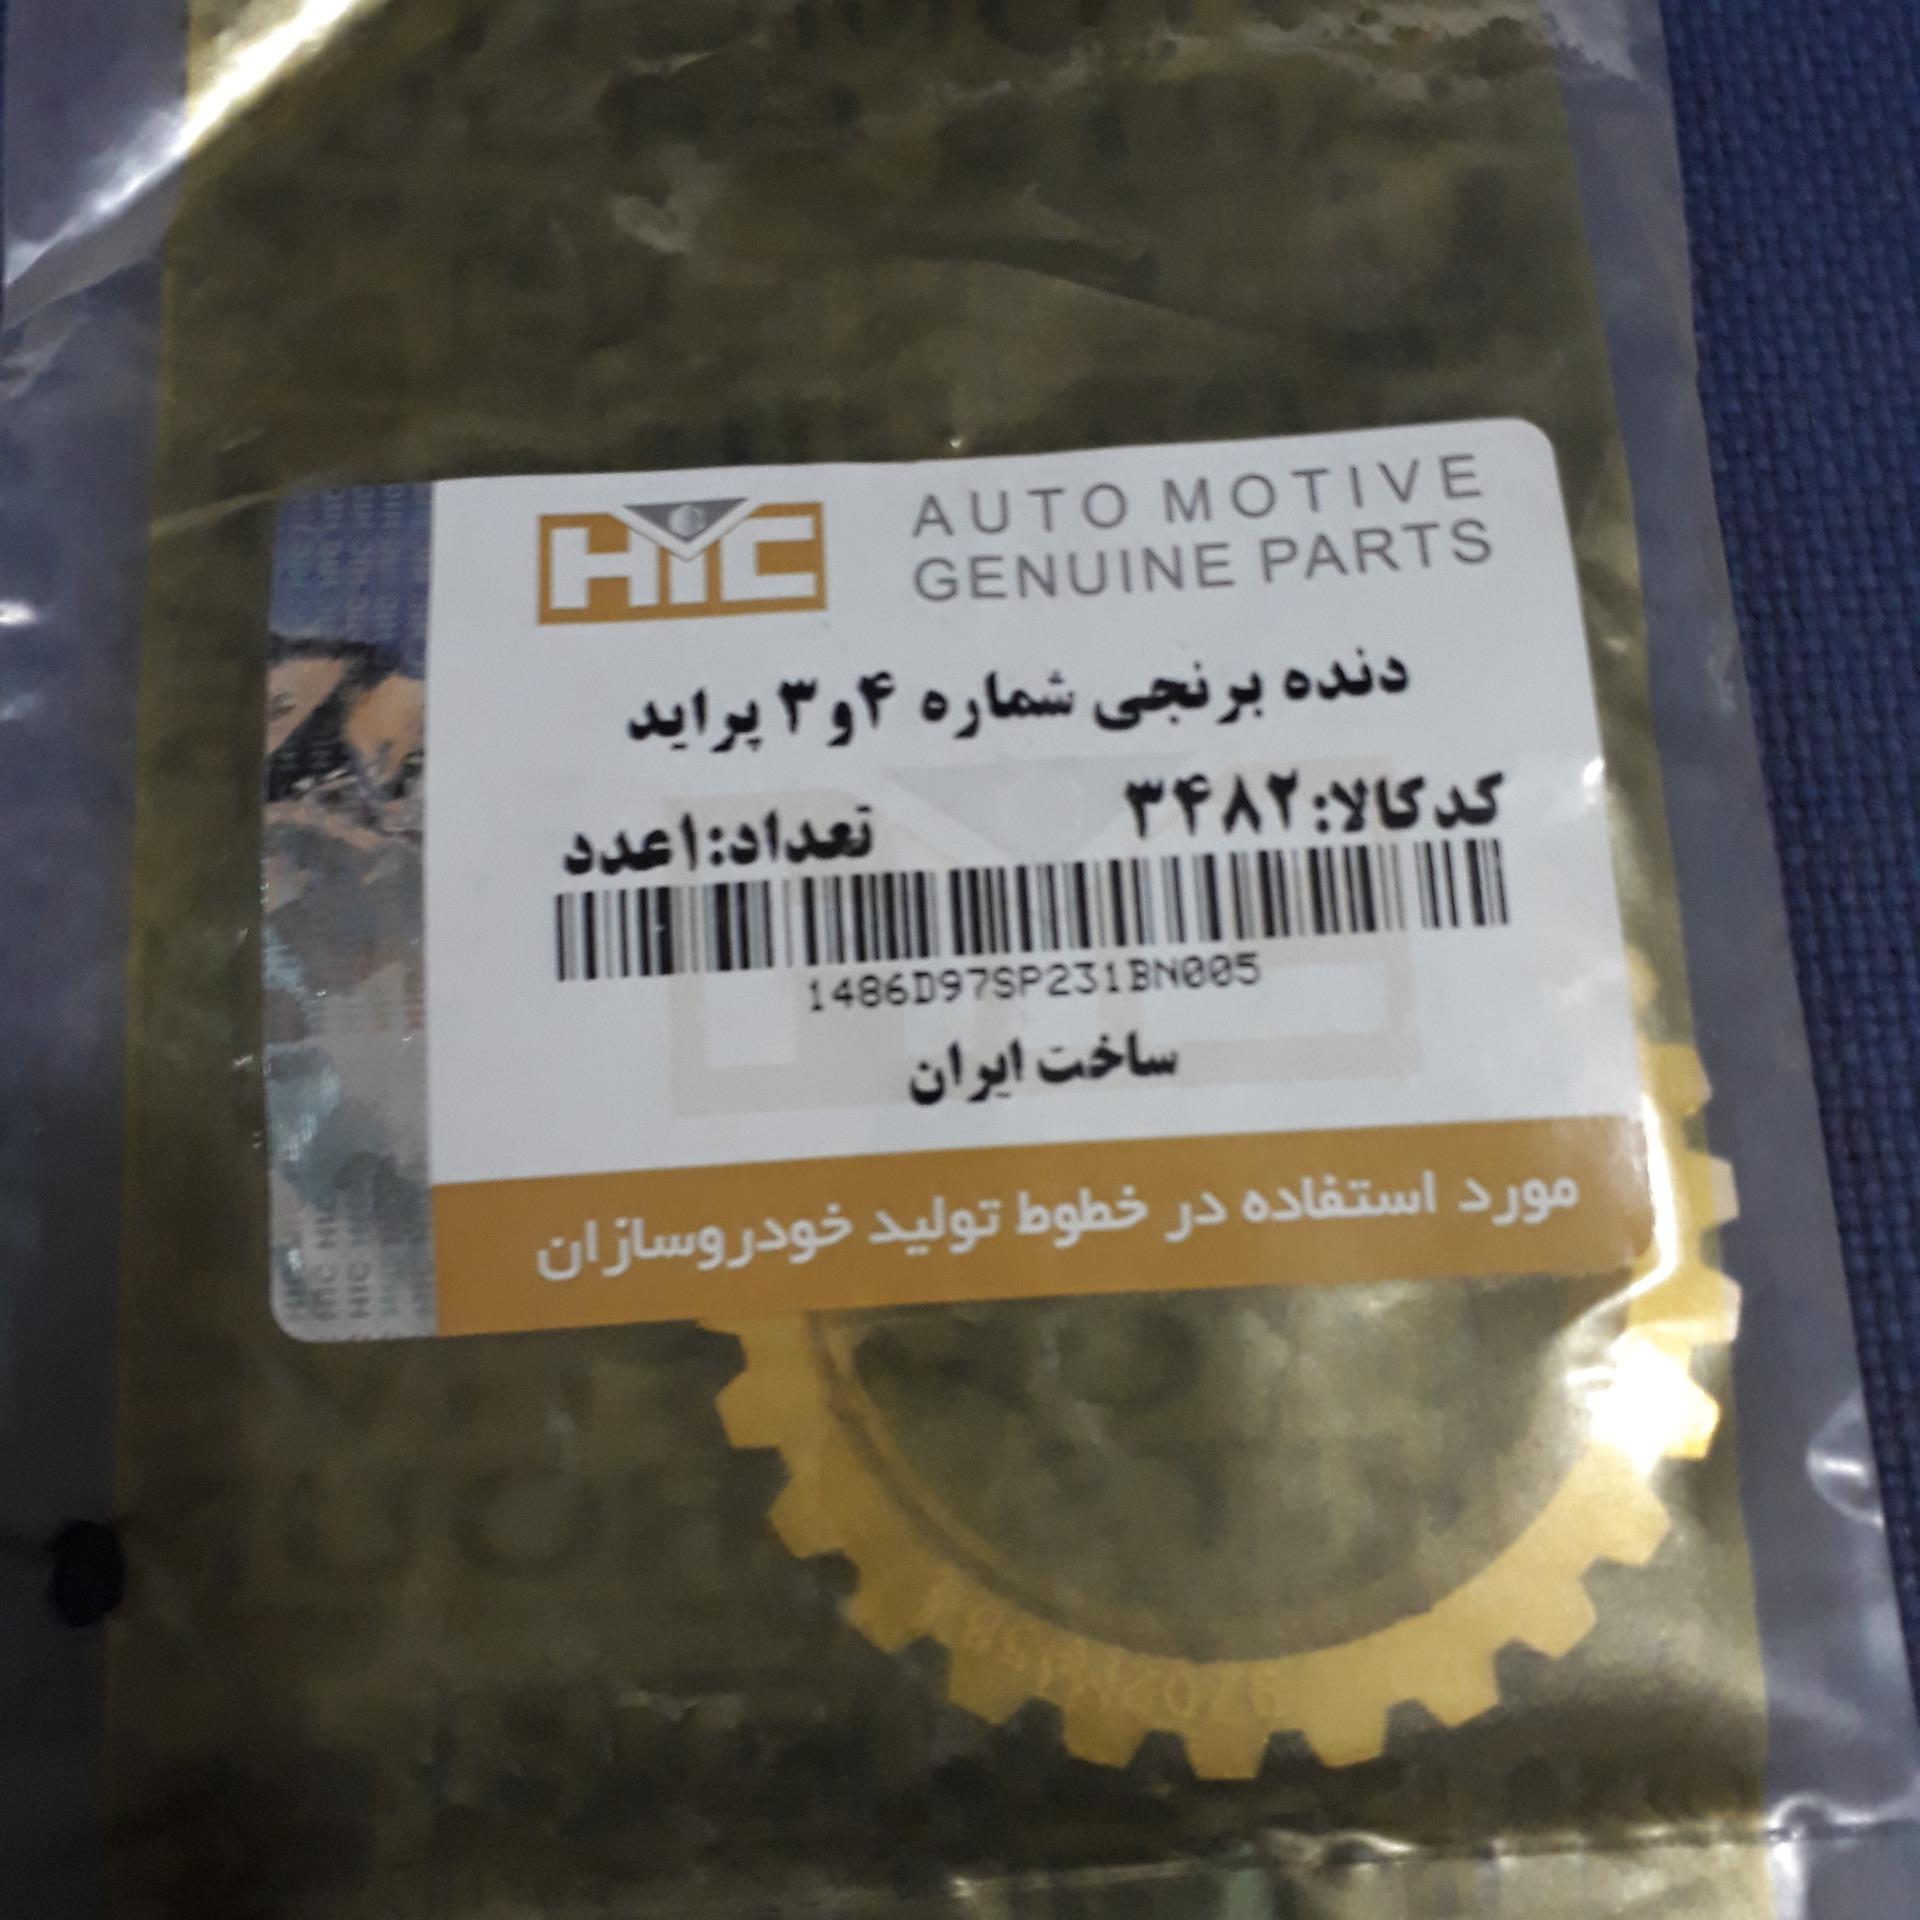 HIC
AUTO MOTIVE
GENUINE PARTS
دنده برنجی شماره ۴و۳ پراید
کدکالا:۳۴۸۲
تعداد:۱عدد
1486D97SP231BN005
ساخت ایران
مورد استفاده در خطوط تولید خودروسازان